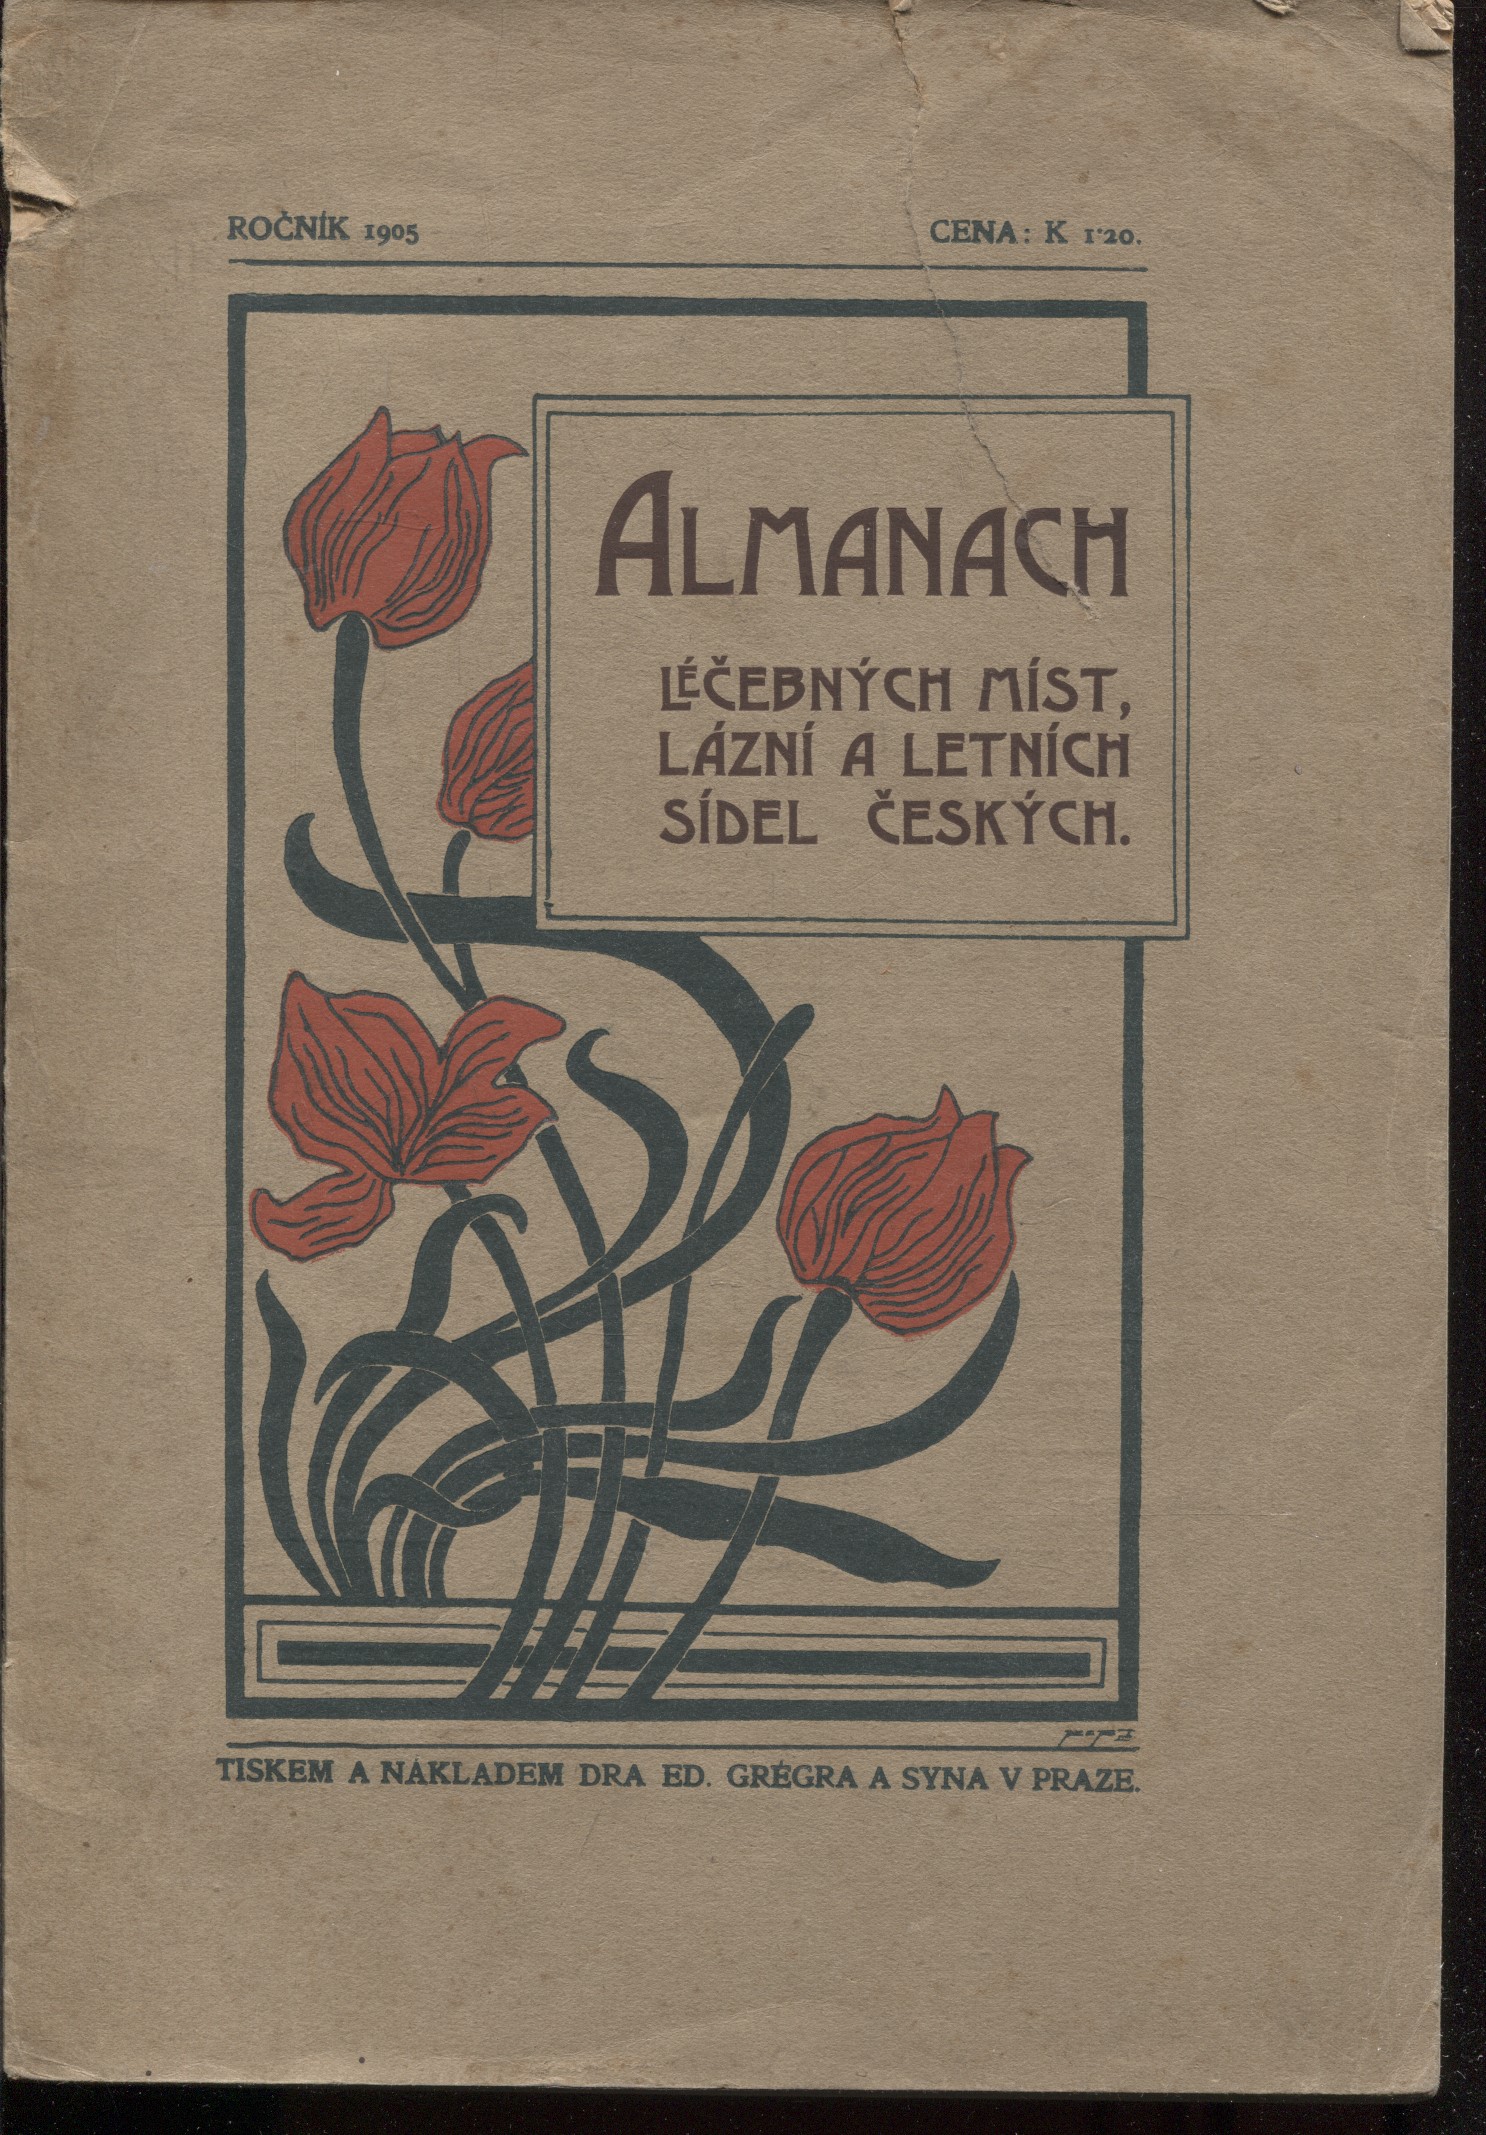 ROČNÍK 1905
CENA: K 1·20.
ALMANACH
LÉČEBNÝCH MÍST,
LÁZNÍ A LETNÍCH
SÍDEL ČESKÝCH.
TISKEM A NÁKLADEM DRA ED. GRÉGRA A SYNA V PRAZE.